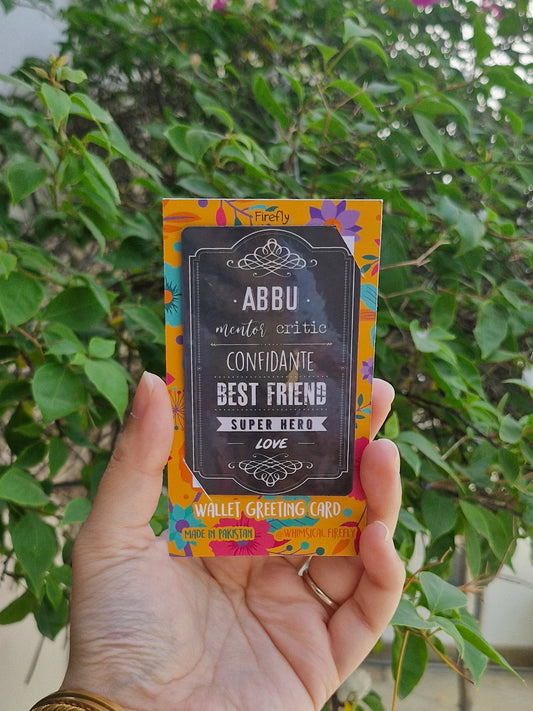 Firefly
ABBU
mentor critic
CONFIDANTE
BEST FRIEND
SUPER HERO
LOVE
WALLET GREETING CARD
MADE IN PAKISTAN @WHIMSICAL.FIREFLY